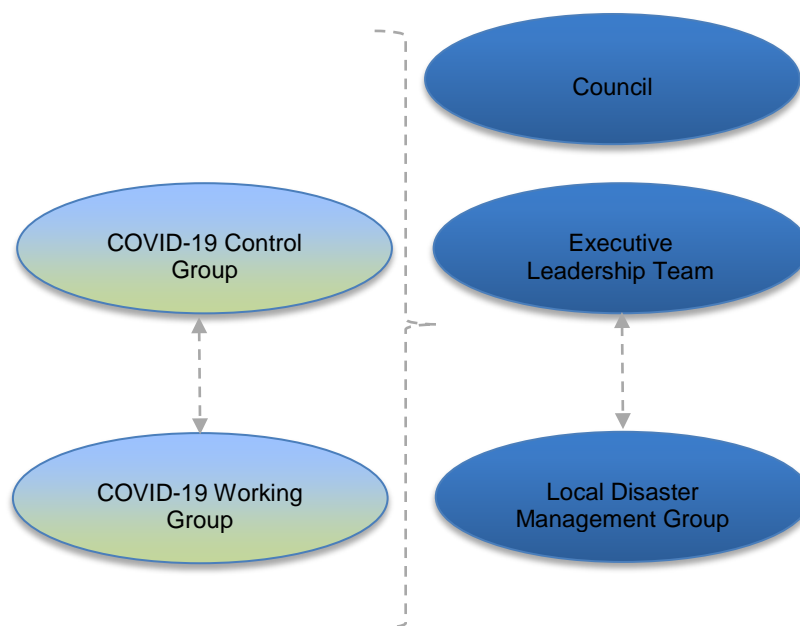 Council
COVID-19 Control
Group
Executive
Leadership Team
COVID-19 Working
Group
Local Disaster
Management Group